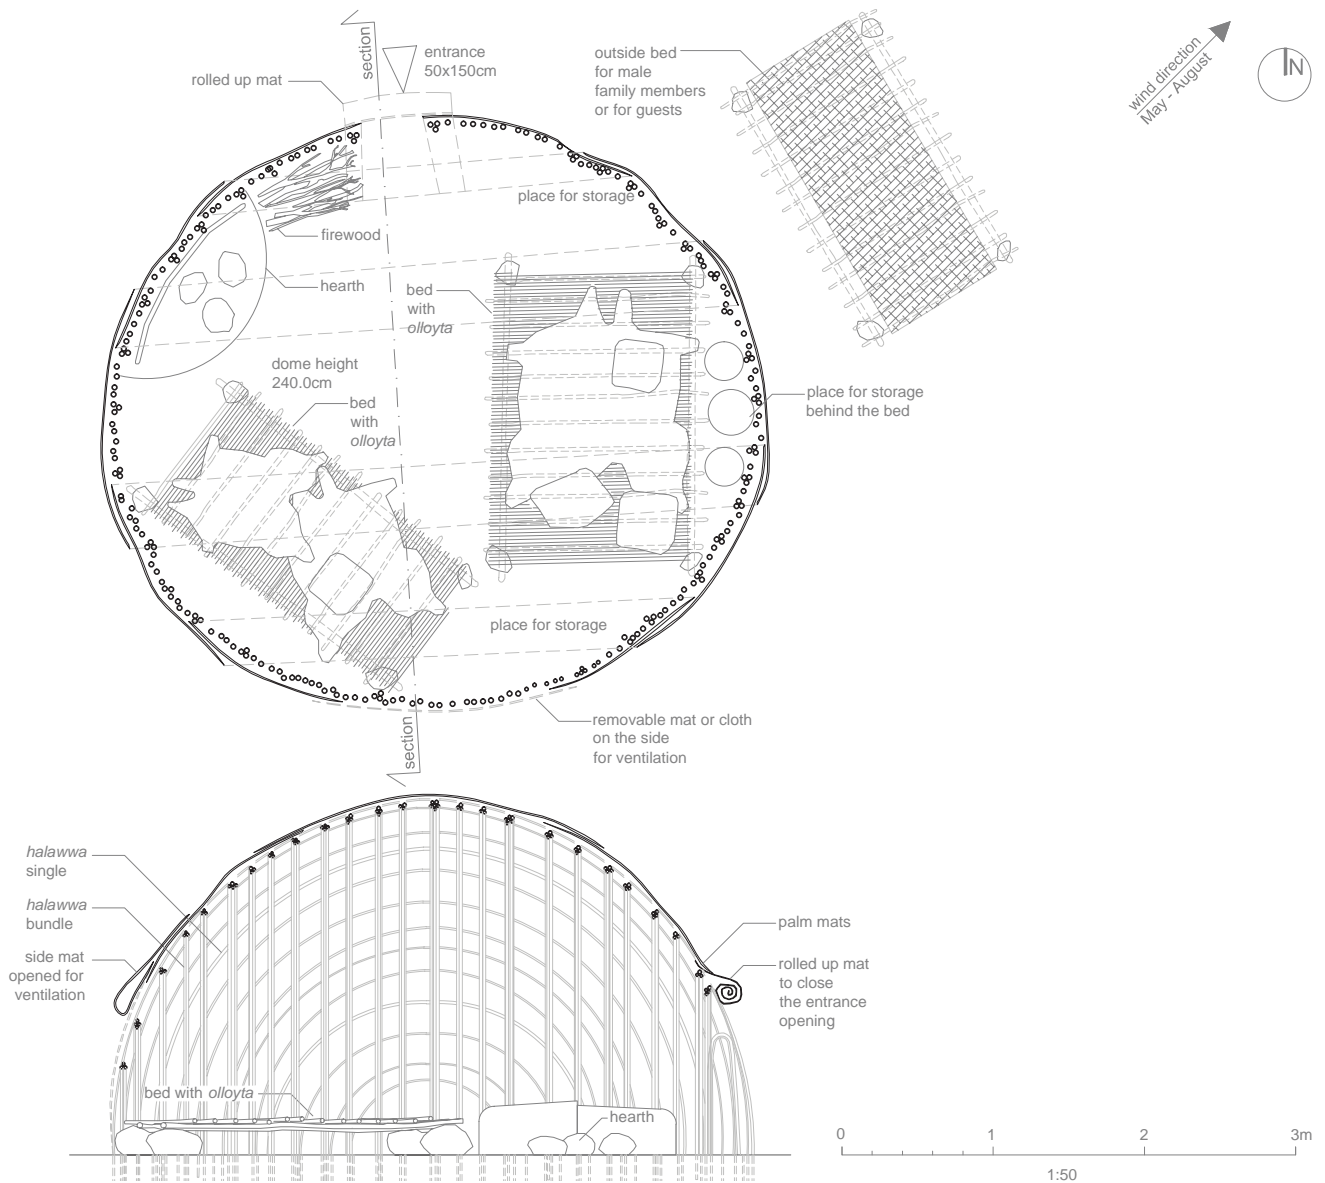 section
entrance
50x150cm
rolled up mat
outside bed
for male
family members
or for guests
wind direction
May - August
N
place for storage
firewood
hearth
bed
with
olloyta
dome height
240.0cm
bed
with
olloyta
place for storage
behind the bed
place for storage
section
removable mat or cloth
on the side
for ventilation
halawwa
single
halawwa
bundle
side mat
opened for
ventilation
palm mats
rolled up mat
to close
the entrance
opening
bed with olloyta
hearth
0 1 2 3m
1:50